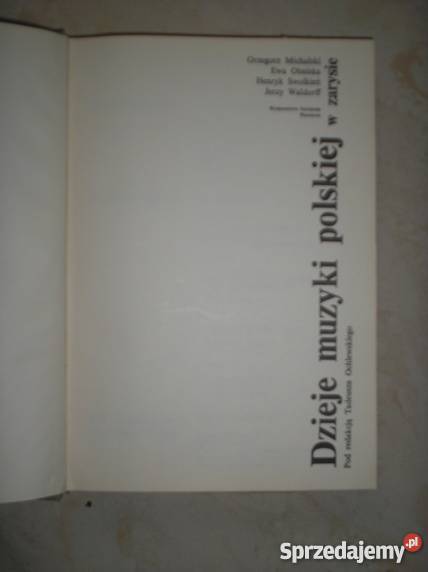 Grzegorz Michalski
Ewa Obniska
Henryk Swolkień
Jerzy Waldorff
Dzieje muzyki polskiej w zarysie
Pod redakcją Tadeusza Ochlewskiego
Sprzedajemy.pl